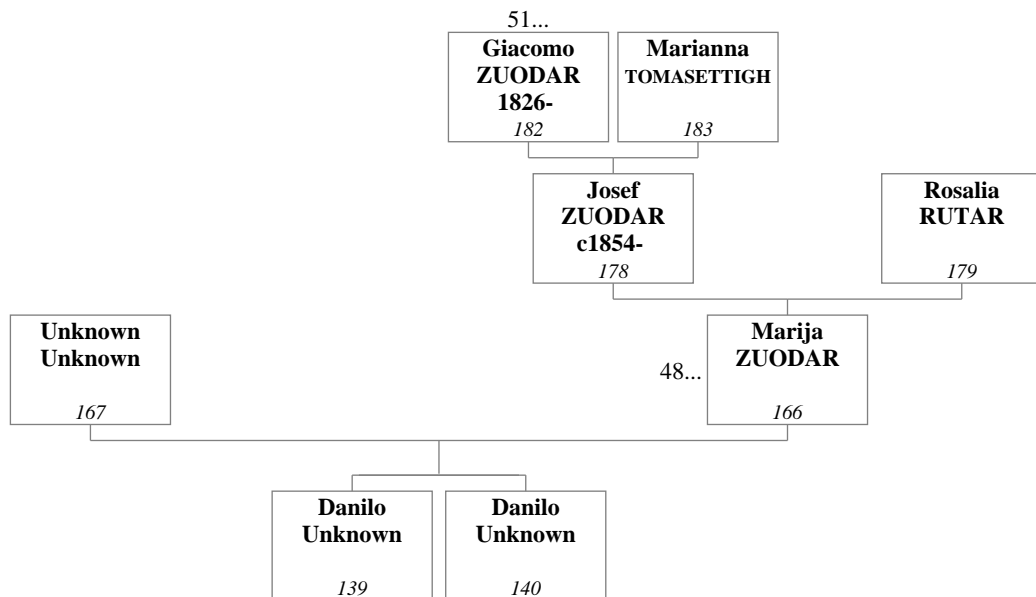 51...
Giacomo
ZUODAR
1826-
182
Marianna
TOMASETTIGH
183
Josef
ZUODAR
c1854-
178
Rosalia
RUTAR
179
Unknown
Unknown
167
48...
Marija
ZUODAR
166
Danilo
Unknown
139
Danilo
Unknown
140